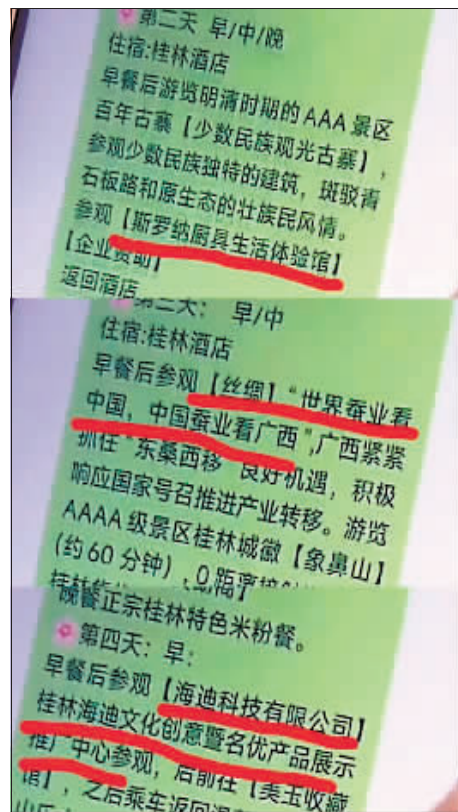 第二天 早/中/晚
住宿:桂林酒店
早餐后游览明清时期的AAA景区
百年古寨【少数民族观光古寨】,
参观少数民族独特的建筑，斑驳青
石板路和原生态的壮族民风情。
参观【斯罗纳厨具生活体验馆】
【企业赞助】
返回酒店
第三天： 早/中
住宿:桂林酒店
早餐后参观【丝绸】“世界蚕业看
中国，中国蚕业看广西”,广西紧紧
抓住“东桑西移”良好机遇，积极
响应国家号召推进产业转移。游览
AAAA级景区桂林城徽【象鼻山】
(约60分钟) ,0距离
晚餐正宗桂林特色米粉餐。
第四天：早：
早餐后参观【海迪科技有限公司】
桂林海迪文化创意暨名优产品展示
推广中心参观，后前往【美玉收藏
馆】，之后乘车返回